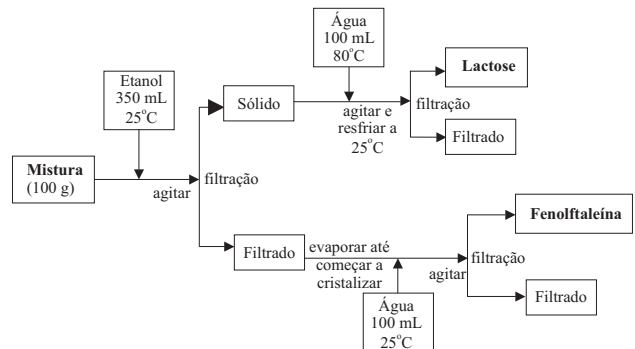 Água
100 mL
80°C
Lactose
Etanol
350 mL
25°C
Sólido
agitar e
resfriar a
25°C
filtração
Filtrado
Mistura
(100 g)
agitar
filtração
Fenolftaleína
Filtrado
evaporar até
começar a
cristalizar
agitar
filtração
Filtrado
Água
100 mL
25°C